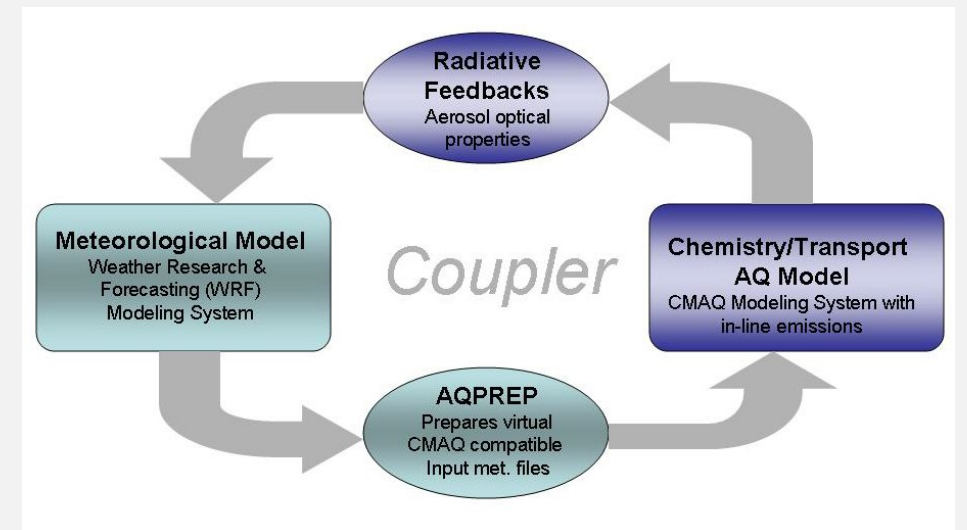 Radiative
Feedbacks
Aerosol optical
properties
Meteorological Model
Weather Research &
Forecasting (WRF)
Modeling System
Coupler
Chemistry/Transport
AQ Model
CMAQ Modeling System with
in-line emissions
AQPREP
Prepares virtual
CMAQ compatible
Input met. files